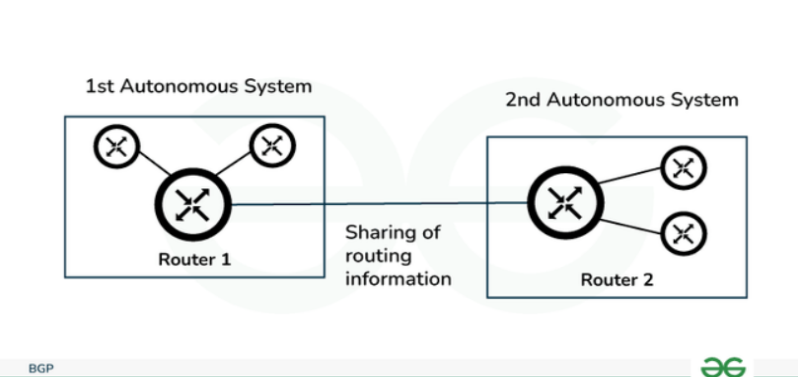 1st Autonomous System
2nd Autonomous System
Router 1
Sharing of
routing
information
Router 2
BGP